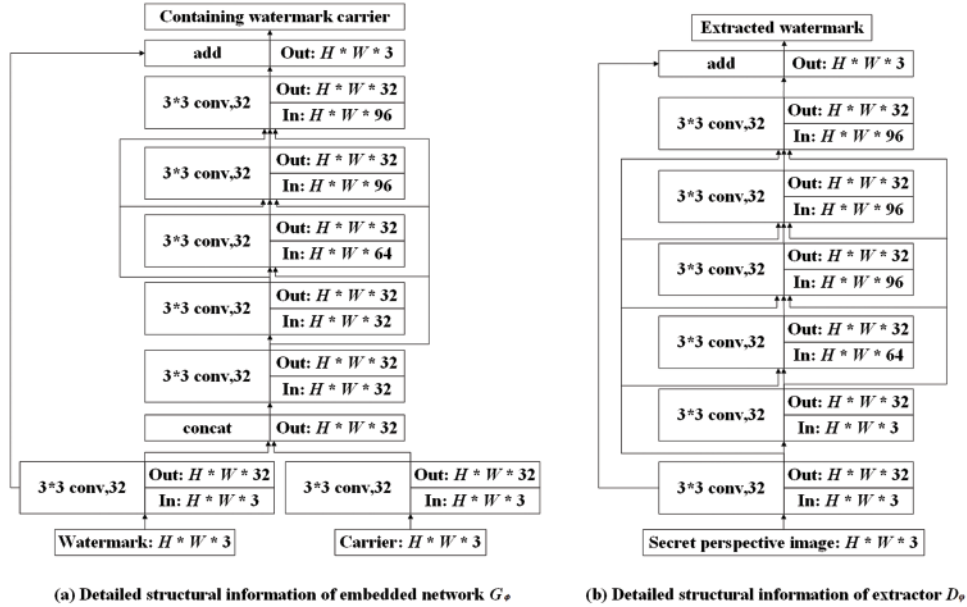 Containing watermark carrier
add
Out: H * W * 3
3*3 conv,32
Out: H * W * 32
In: H * W * 96
3*3 conv,32
Out: H * W * 32
In: H * W * 96
3*3 conv,32
Out: H * W * 32
In: H * W * 64
3*3 conv,32
Out: H * W * 32
In: H * W * 32
3*3 conv,32
Out: H * W * 32
In: H * W * 32
concat
Out: H * W * 32
3*3 conv,32
Out: H * W * 32
In: H * W * 3
3*3 conv,32
Out: H * W * 32
In: H * W * 3
Watermark: H * W * 3
Carrier: H * W * 3
(a) Detailed structural information of embedded network Gφ
Extracted watermark
add
Out: H * W * 3
3*3 conv,32
Out: H * W * 32
In: H * W * 96
3*3 conv,32
Out: H * W * 32
In: H * W * 96
3*3 conv,32
Out: H * W * 32
In: H * W * 96
3*3 conv,32
Out: H * W * 32
In: H * W * 64
3*3 conv,32
Out: H * W * 32
In: H * W * 3
3*3 conv,32
Out: H * W * 32
In: H * W * 3
Secret perspective image: H * W * 3
(b) Detailed structural information of extractor Dφ